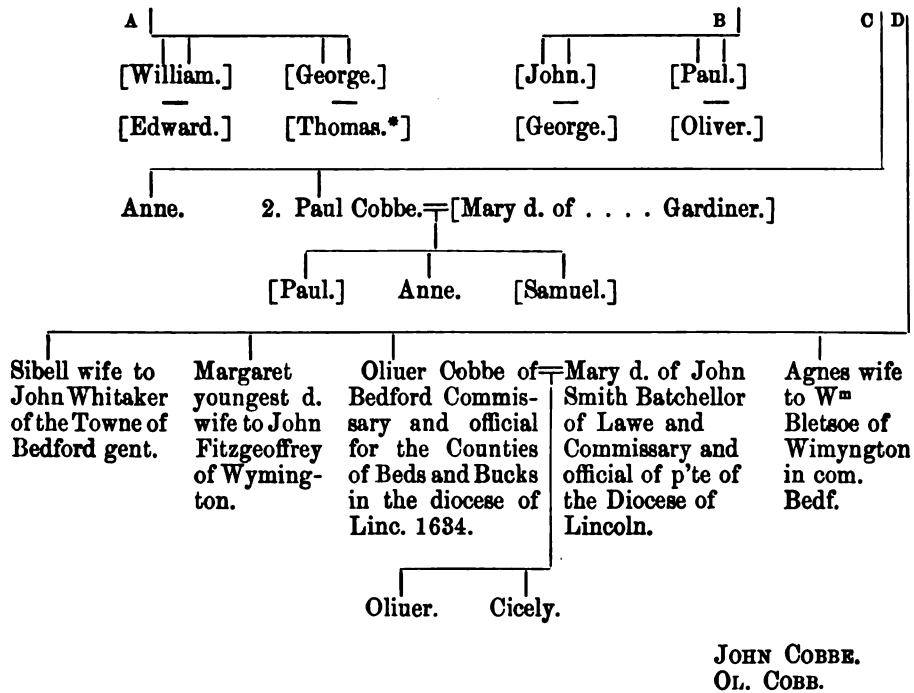 A B C D
[William.] [George.] [John.] [Paul.]
[Edward.] [Thomas.*] [George.] [Oliver.]
Anne. 2. Paul Cobbe.=[Mary d. of . . . . Gardiner.]
[Paul.] Anne. [Samuel.]
Sibell wife to
John Whitaker
of the Towne of
Bedford gent.
Margaret
youngest d.
wife to John
Fitzgeoffrey
of Wyming-
ton.
Oliuer Cobbe of=
Bedford Commis-
sary and official
for the Counties
of Beds and Bucks
in the diocese of
Linc. 1634.
Mary d. of John
Smith Batchellor
of Lawe and
Commissary and
official of p'te of
the Diocese of
Lincoln.
Agnes wife
to Wm
Bletsoe of
Wimyngton
in com.
Bedf.
Oliuer. Cicely.
JOHN COBBE.
OL. COBB.